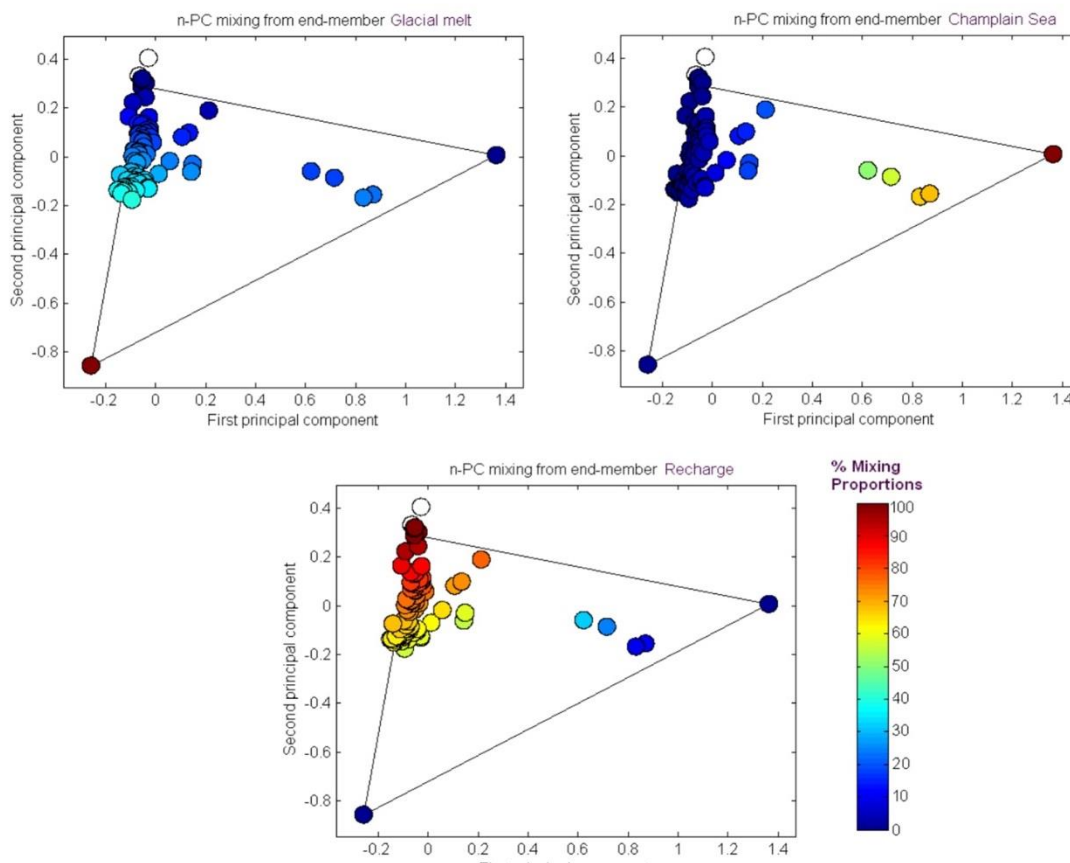 n-PC mixing from end-member Glacial melt
0.4
0.2
0
-0.2
-0.4
-0.6
-0.8
Second principal component
-0.2 0 0.2 0.4 0.6 0.8 1 1.2 1.4
First principal component
n-PC mixing from end-member Champlain Sea
0.4
0.2
0
-0.2
-0.4
-0.6
-0.8
Second principal component
-0.2 0 0.2 0.4 0.6 0.8 1 1.2 1.4
First principal component
n-PC mixing from end-member Recharge
0.4
0.2
0
-0.2
-0.4
-0.6
-0.8
Second principal component
-0.2 0 0.2 0.4 0.6 0.8 1 1.2 1.4
% Mixing
Proportions
100
90
80
70
60
50
40
30
20
10
0